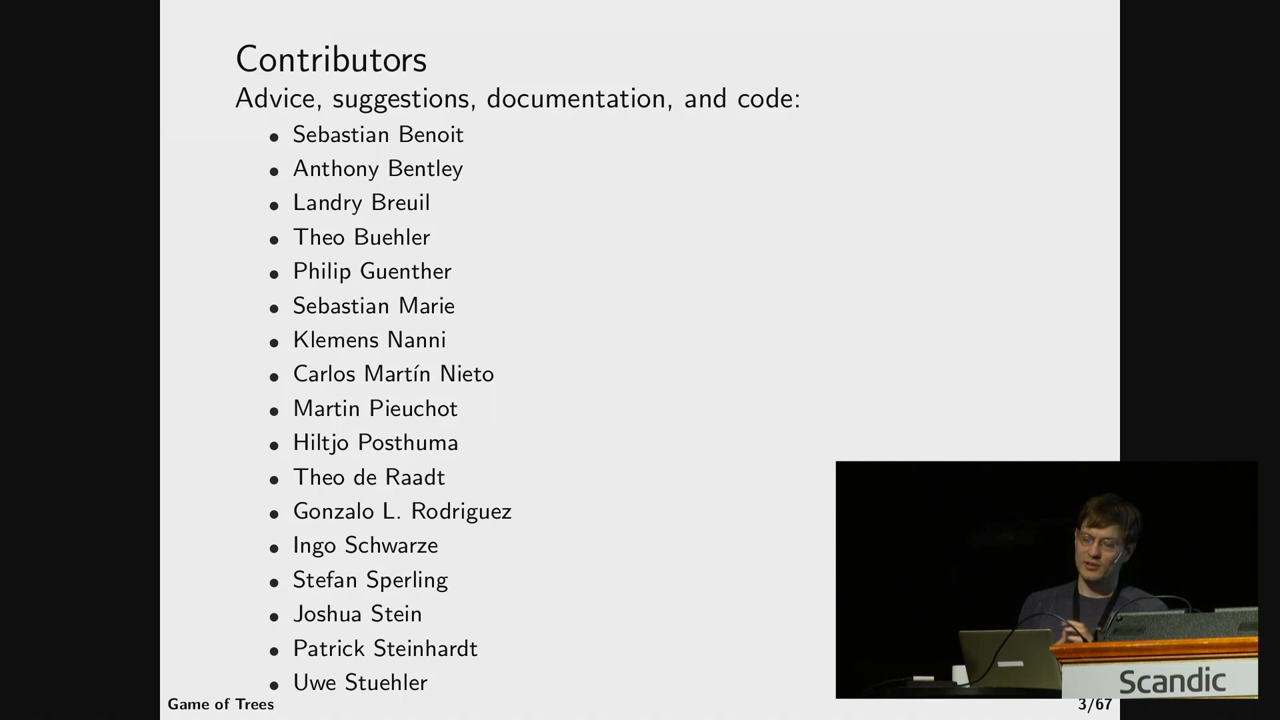 Contributors
Advice, suggestions, documentation, and code:
• Sebastian Benoit
• Anthony Bentley
• Landry Breuil
• Theo Buehler
• Philip Guenther
• Sebastian Marie
• Klemens Nanni
• Carlos Martín Nieto
• Martin Pieuchot
• Hiltjo Posthuma
• Theo de Raadt
• Gonzalo L. Rodriguez
• Ingo Schwarze
• Stefan Sperling
• Joshua Stein
• Patrick Steinhardt
• Uwe Stuehler
Scandic
Game of Trees
3/67